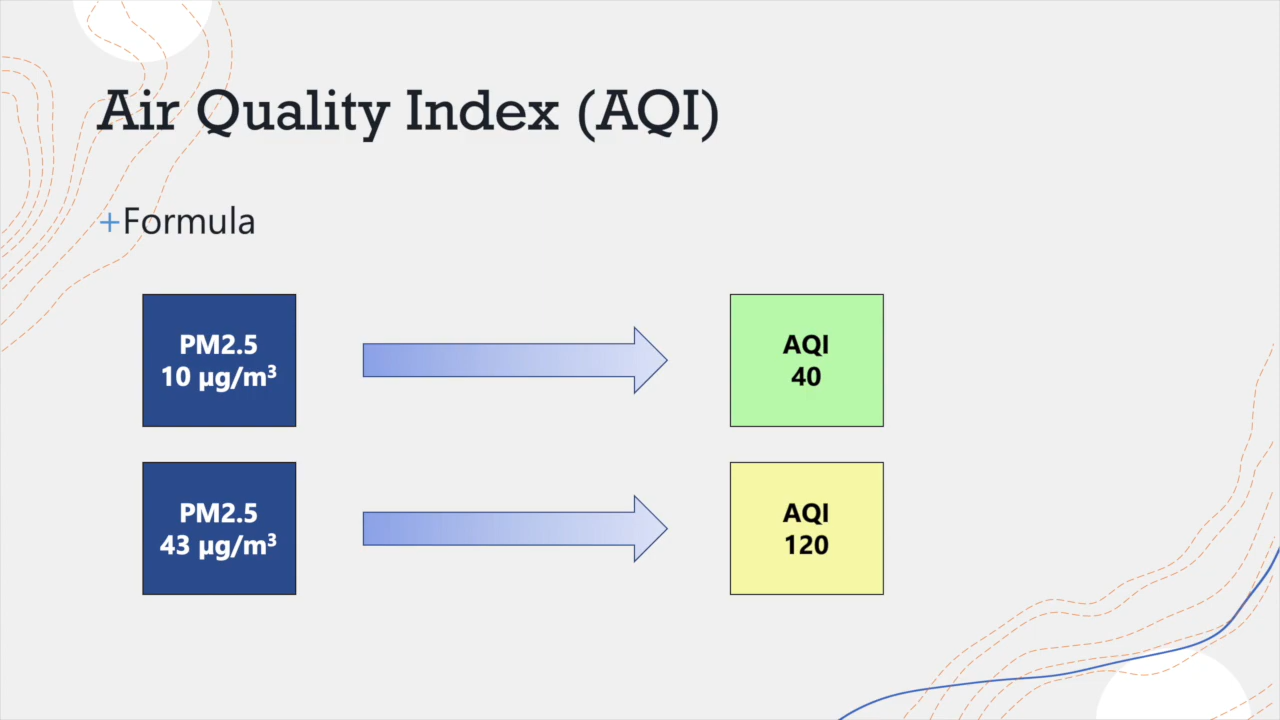 Air Quality Index (AQI)
+Formula
PM2.5
10 µg/m³
AQI
40
PM2.5
43 µg/m³
AQI
120